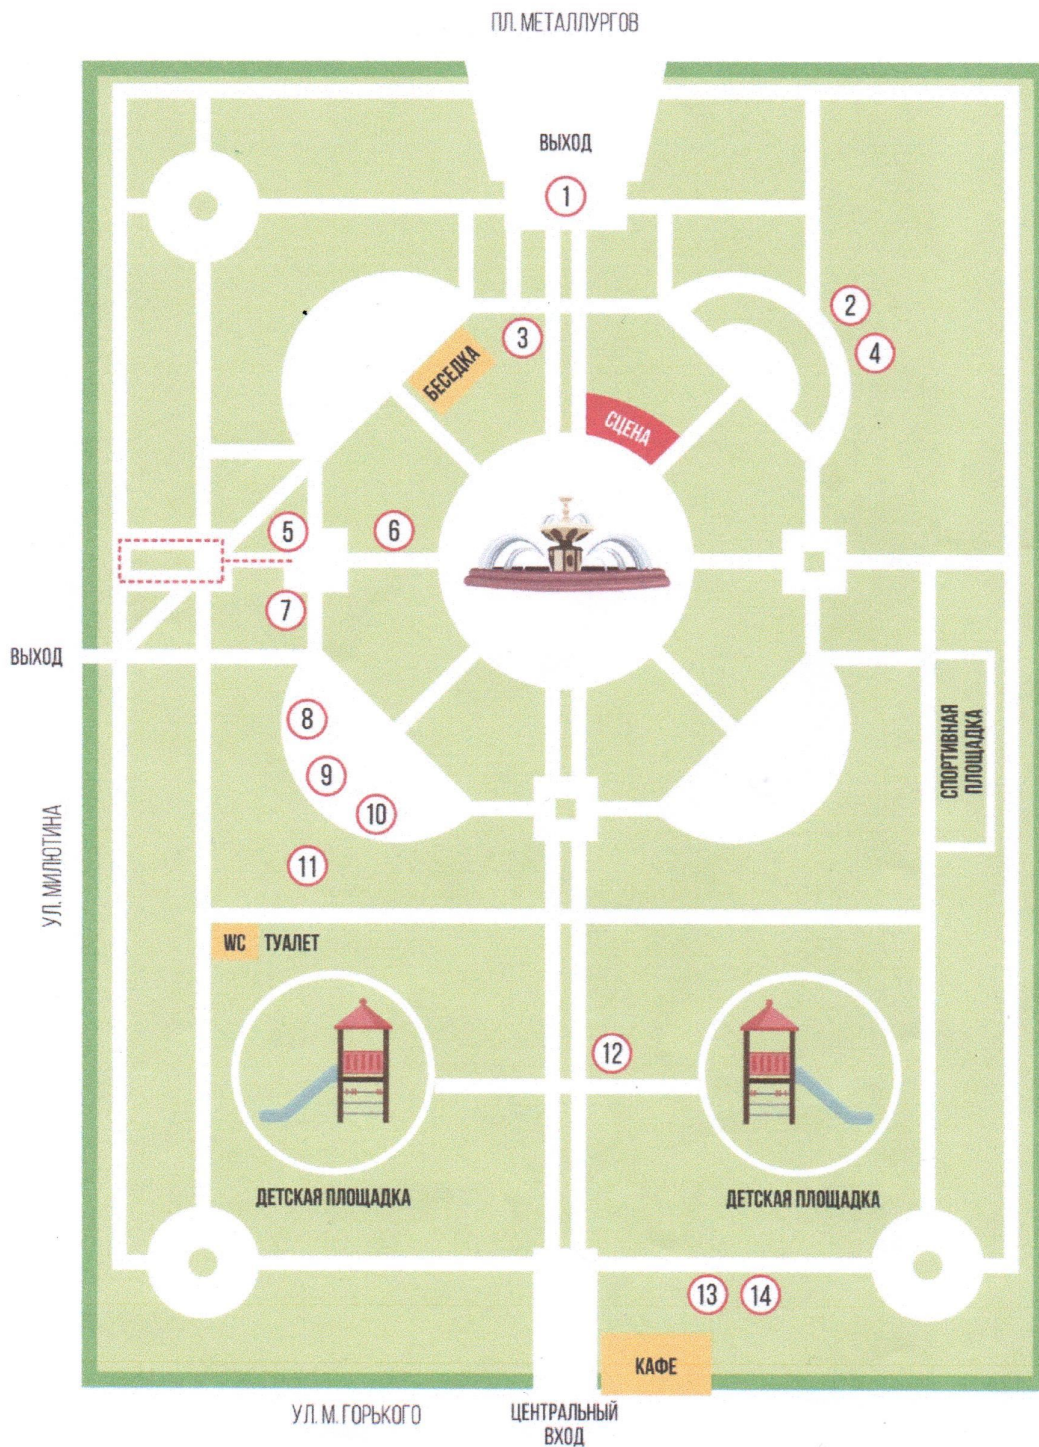 ПЛ. МЕТАЛЛУРГОВ
ВЫХОД
1
2
3
4
БЕСЕДКА
СЦЕНА
5
6
7
ВЫХОД
8
9
10
11
СПОРТИВНАЯ
ПЛОЩАДКА
УЛ. МИЛЮТИНА
WC ТУАЛЕТ
12
ДЕТСКАЯ ПЛОЩАДКА
ДЕТСКАЯ ПЛОЩАДКА
13
14
КАФЕ
УЛ. М. ГОРЬКОГО
ЦЕНТРАЛЬНЫЙ
ВХОД